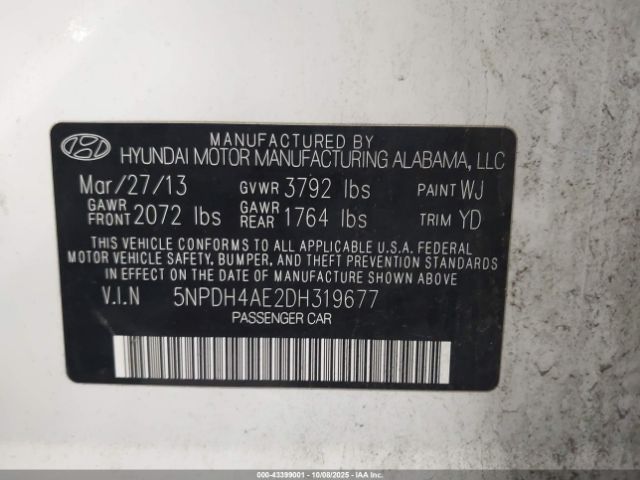 MANUFACTURED BY
HYUNDAI MOTOR MANUFACTURING ALABAMA, LLC
Mar/27/13 GVWR 3792 lbs PAINT WJ
GAWR FRONT 2072 lbs GAWR REAR 1764 lbs TRIM YD
THIS VEHICLE CONFORMS TO ALL APPLICABLE U.S.A. FEDERAL
MOTOR VEHICLE SAFETY, BUMPER, AND THEFT PREVENTION STANDARDS
IN EFFECT ON THE DATE OF MANUFACTURE SHOWN ABOVE
V.I.N 5NPDH4AE2DH319677
PASSENGER CAR
000-43399001 | 10/08/2025 - IAA, Inc.